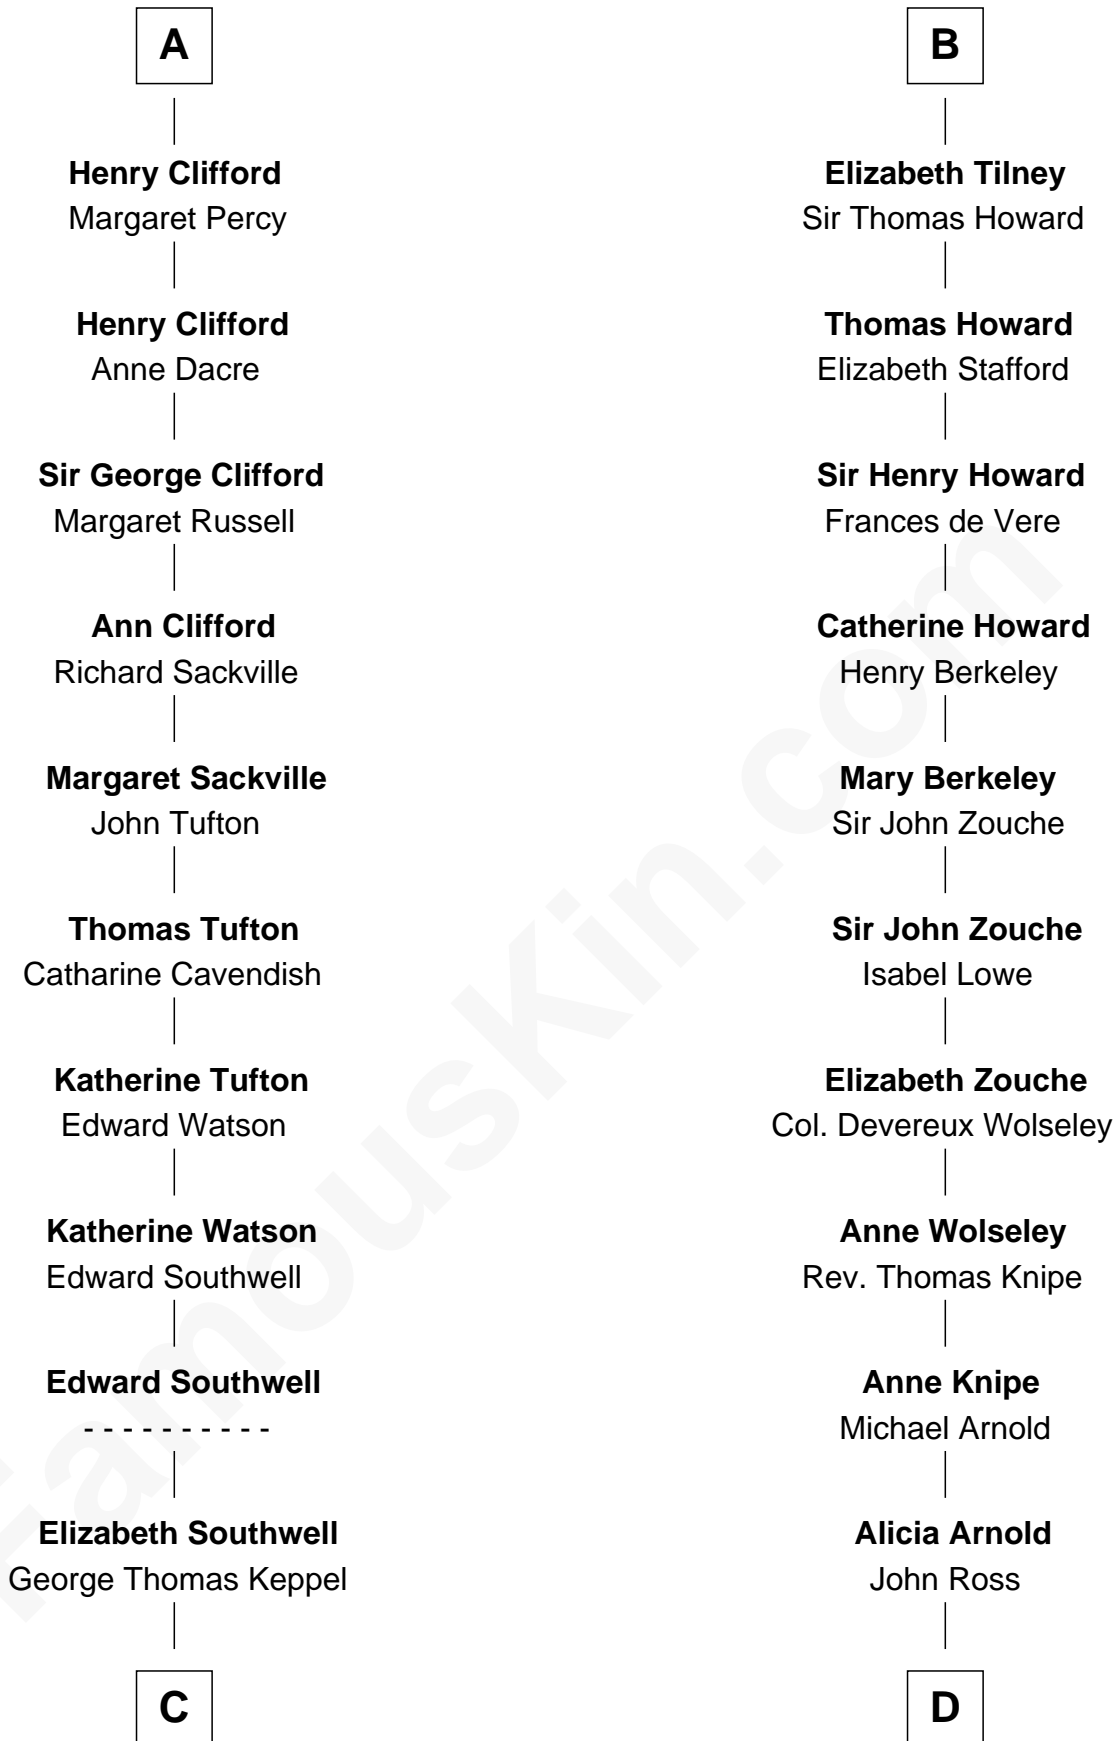 A
Henry Clifford
Margaret Percy
Henry Clifford
Anne Dacre
Sir George Clifford
Margaret Russell
Ann Clifford
Richard Sackville
Margaret Sackville
John Tufton
Thomas Tufton
Catharine Cavendish
Katherine Tufton
Edward Watson
Katherine Watson
Edward Southwell
Edward Southwell
- - - - - - - - - -
Elizabeth Southwell
George Thomas Keppel
C
B
Elizabeth Tilney
Sir Thomas Howard
Thomas Howard
Elizabeth Stafford
Sir Henry Howard
Frances de Vere
Catherine Howard
Henry Berkeley
Mary Berkeley
Sir John Zouche
Sir John Zouche
Isabel Lowe
Elizabeth Zouche
Col. Devereux Wolseley
Anne Wolseley
Rev. Thomas Knipe
Anne Knipe
Michael Arnold
Alicia Arnold
John Ross
D
FamousKin.com